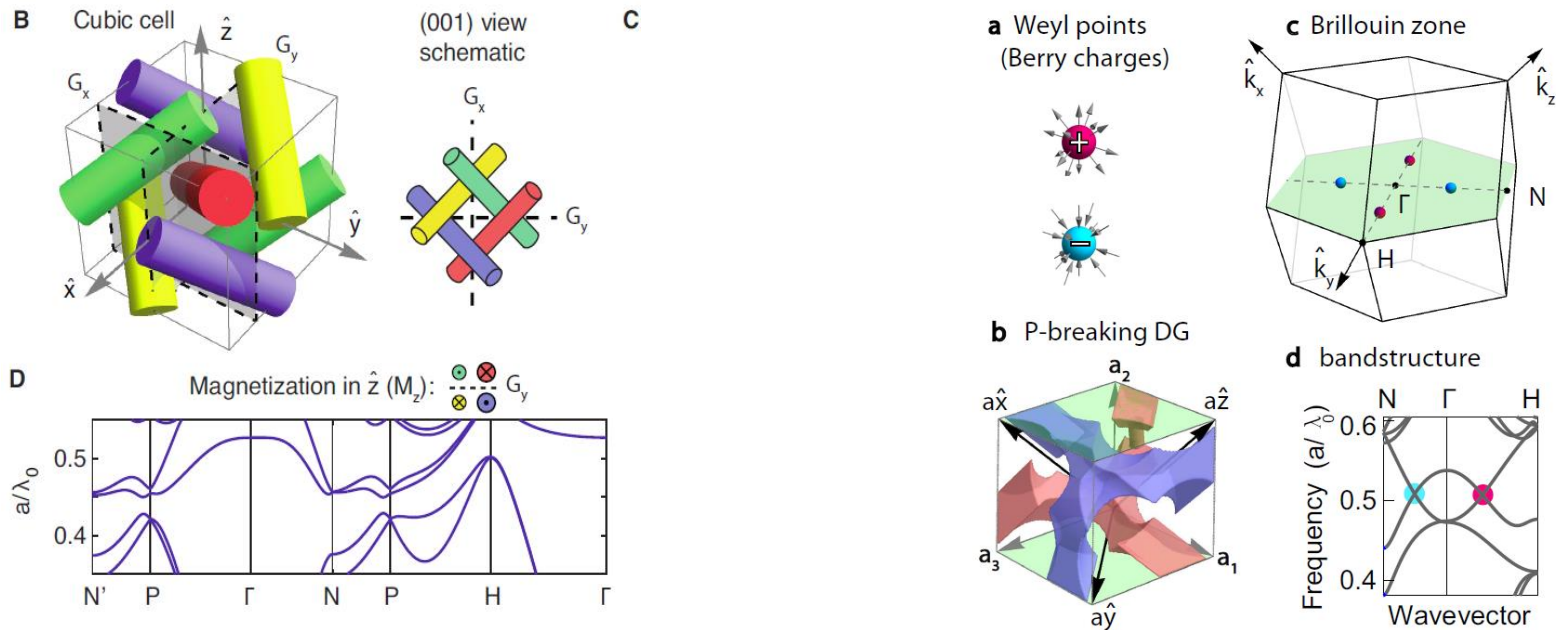 B
Cubic cell
ẑ
G_y
G_x
x̂
ŷ
(001) view
schematic
G_x
G_y
C
D
Magnetization in ẑ (M_z):
G_y
a/λ_0
0.5
0.4
N'
P
Γ
N
P
H
Γ
a Weyl points
(Berry charges)
+
−
b P-breaking DG
a_2
ax̂
aẑ
a_3
a_1
aŷ
c Brillouin zone
k̂_x
k̂_z
N
Γ
H
k̂_y
d bandstructure
N
Γ
H
Frequency (a/λ_0)
0.6
0.5
0.4
Wavevector